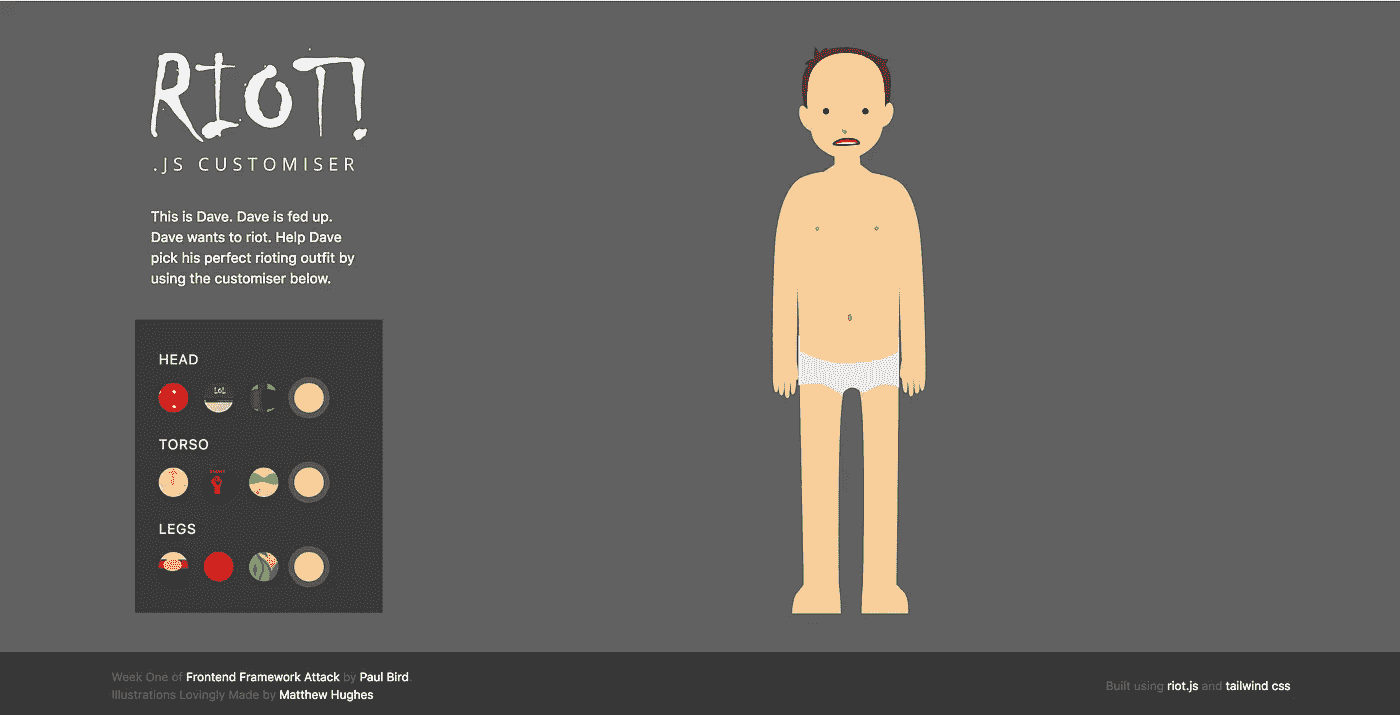 RIOT!
.JS CUSTOMISER
This is Dave. Dave is fed up.
Dave wants to riot. Help Dave
pick his perfect rioting outfit by
using the customiser below.
HEAD
LOL
TORSO
LEGS
Week One of Frontend Framework Attack by Paul Bird
Illustrations Lovingly Made by Matthew Hughes
Built using riot.js and tailwind css